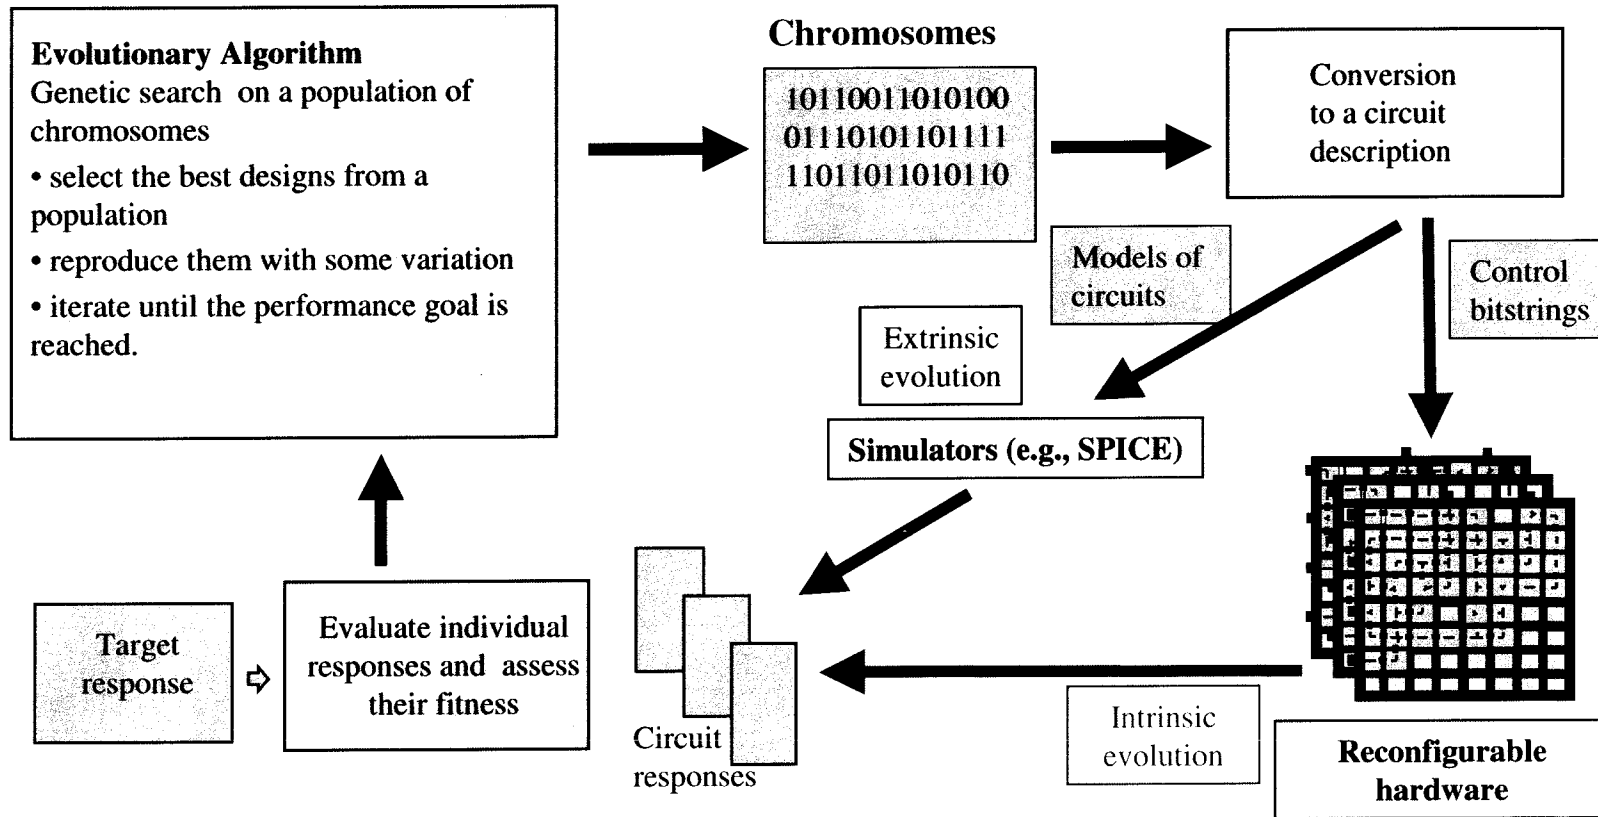 Evolutionary Algorithm
Genetic search on a population of
chromosomes
• select the best designs from a
population
• reproduce them with some variation
• iterate until the performance goal is
reached.
Chromosomes
10110011010100
01110101101111
11011011010110
Conversion
to a circuit
description
Models of
circuits
Control
bitstrings
Extrinsic
evolution
Simulators (e.g., SPICE)
Target
response
Evaluate individual
responses and assess
their fitness
Circuit
responses
Intrinsic
evolution
Reconfigurable
hardware